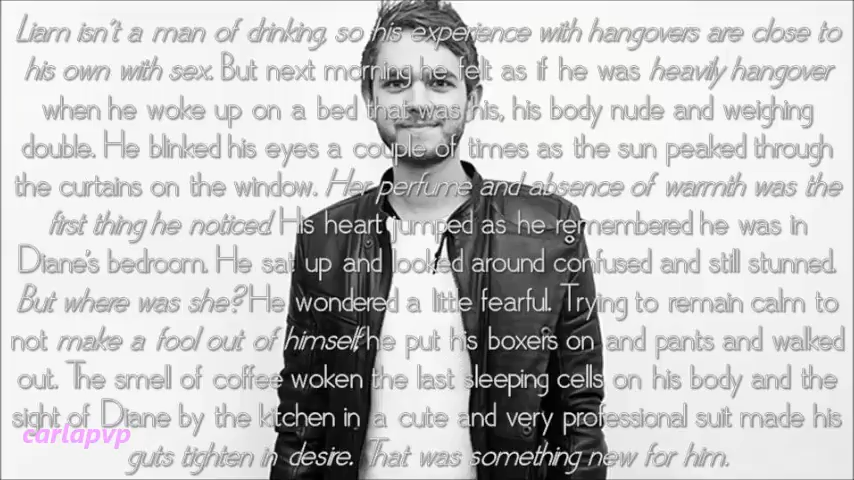 Liam isn't a man of drinking, so his experience with hangovers are close to
his own with sex. But next morning he felt as if he was heavily hangover
when he woke up on a bed that was his, his body nude and weighing
double. He blinked his eyes a couple of times as the sun peaked through
the curtains on the window. Her perfume and absence of warmth was the
first thing he noticed. His heart jumped as he remembered he was in
Diane's bedroom. He sat up and looked around confused and still stunned.
But where was she? He wondered a little fearful. Trying to remain calm to
not make a fool out of himself, he put his boxers on and pants and walked
out. The smell of coffee woken the last sleeping cells on his body and the
sight of Diane by the kitchen in a cute and very professional suit made his
guts tighten in desire. That was something new for him.
carlapvp